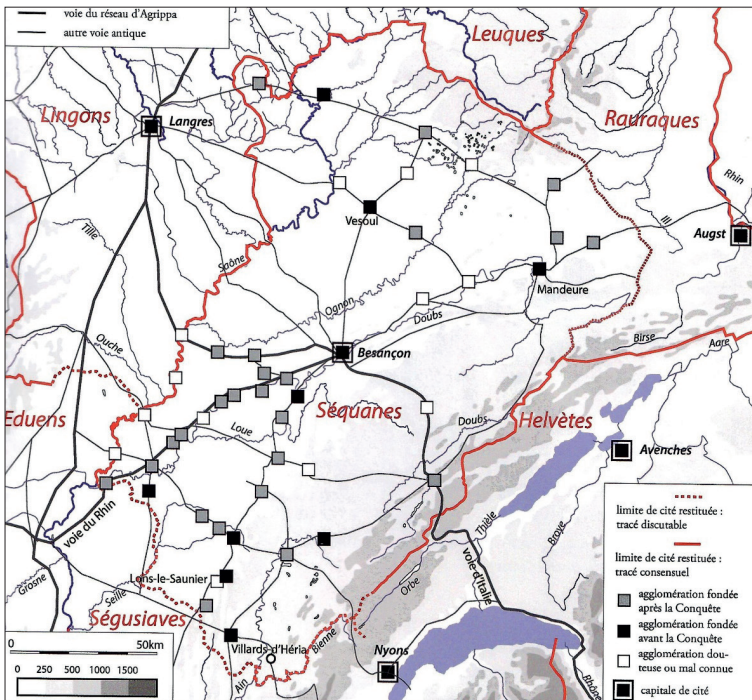 voie du réseau d'Agrippa
autre voie antique
Leuques
Lingons
Langres
Rauraques
Rhin
Vesoul
Ill
Augst
Tille
Saône
Mandeure
Ognon
Doubs
Birse
Aare
Ouche
Besançon
Eduens
Séquanes
Helvètes
Loue
Doubs
Avenches
voie du Rhin
Thièle
Broye
limite de cité restituée :
tracé discutable
limite de cité restituée :
tracé consensuel
Grosne
Seille
Lons-le-Saunier
Orbe
voie d'Italie
agglomération fondée
après la Conquête
Ségusiaves
agglomération fondée
avant la Conquête
0 50km
Villards-d'Héria
Bienne
Nyons
agglomération dou-
teuse ou mal connue
0 250 500 1000 1500
Ain
Rhône
capitale de cité